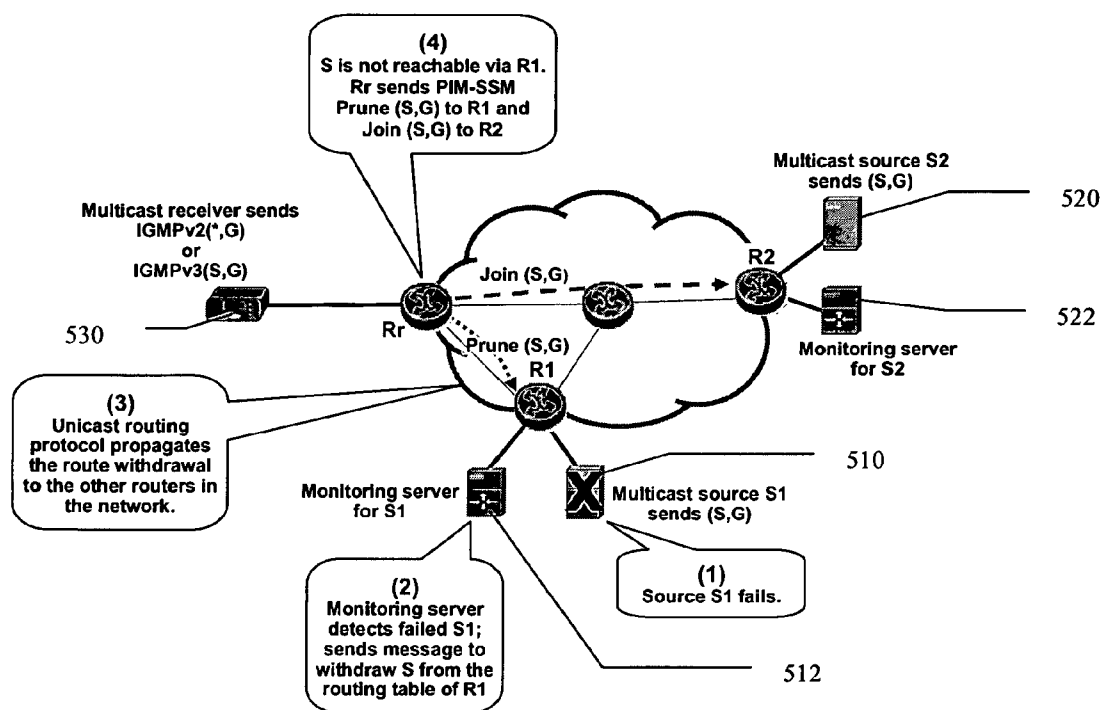 (4)
S is not reachable via R1.
Rr sends PIM-SSM
Prune (S,G) to R1 and
Join (S,G) to R2
Multicast source S2
sends (S,G)
520
Multicast receiver sends
IGMPv2(*,G)
or
IGMPv3(S,G)
530
R2
Join (S,G)
Rr
522
Monitoring server
for S2
Prune (S,G)
R1
(3)
Unicast routing
protocol propagates
the route withdrawal
to the other routers in
the network.
510
Monitoring server
for S1
Multicast source S1
sends (S,G)
(1)
Source S1 fails.
(2)
Monitoring server
detects failed S1;
sends message to
withdraw S from the
routing table of R1
512